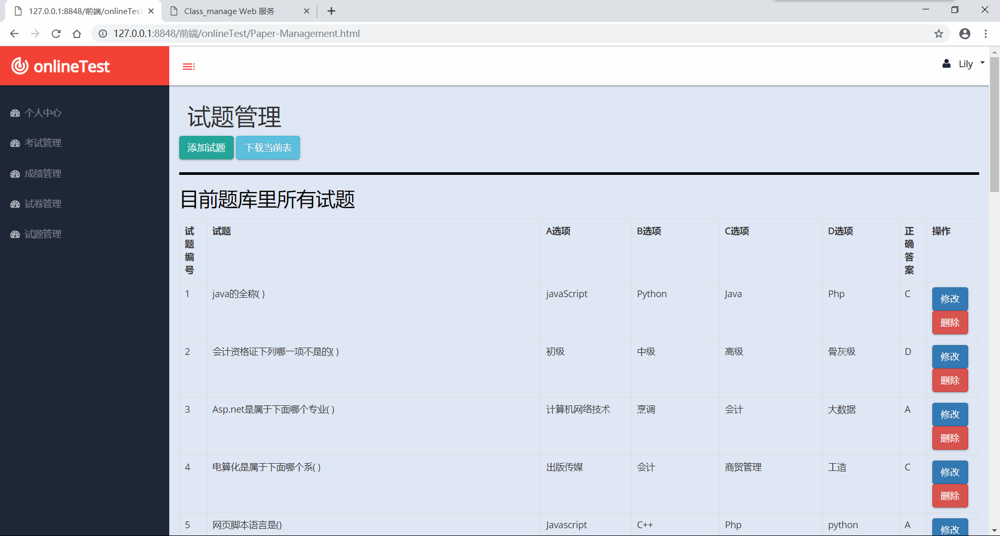 127.0.0.1:8848/前端/onlineTest
Class_manage Web 服务
127.0.0.1:8848/前端/onlineTest/Paper-Management.html
onlineTest
Lily
个人中心
考试管理
成绩管理
试卷管理
试题管理
试题管理
添加试题 下载当前表
目前题库里所有试题
试题编号 试题 A选项 B选项 C选项 D选项 正确答案 操作
1 java的全称( ) javaScript Python Java Php C 修改
删除
2 会计资格证下列哪一项不是的( ) 初级 中级 高级 骨灰级 D 修改
删除
3 Asp.net是属于下面哪个专业( ) 计算机网络技术 烹调 会计 大数据 A 修改
删除
4 电算化是属于下面哪个系( ) 出版传媒 会计 商贸管理 工造 C 修改
删除
5 网页脚本语言是() Javascript C++ Php python A 修改